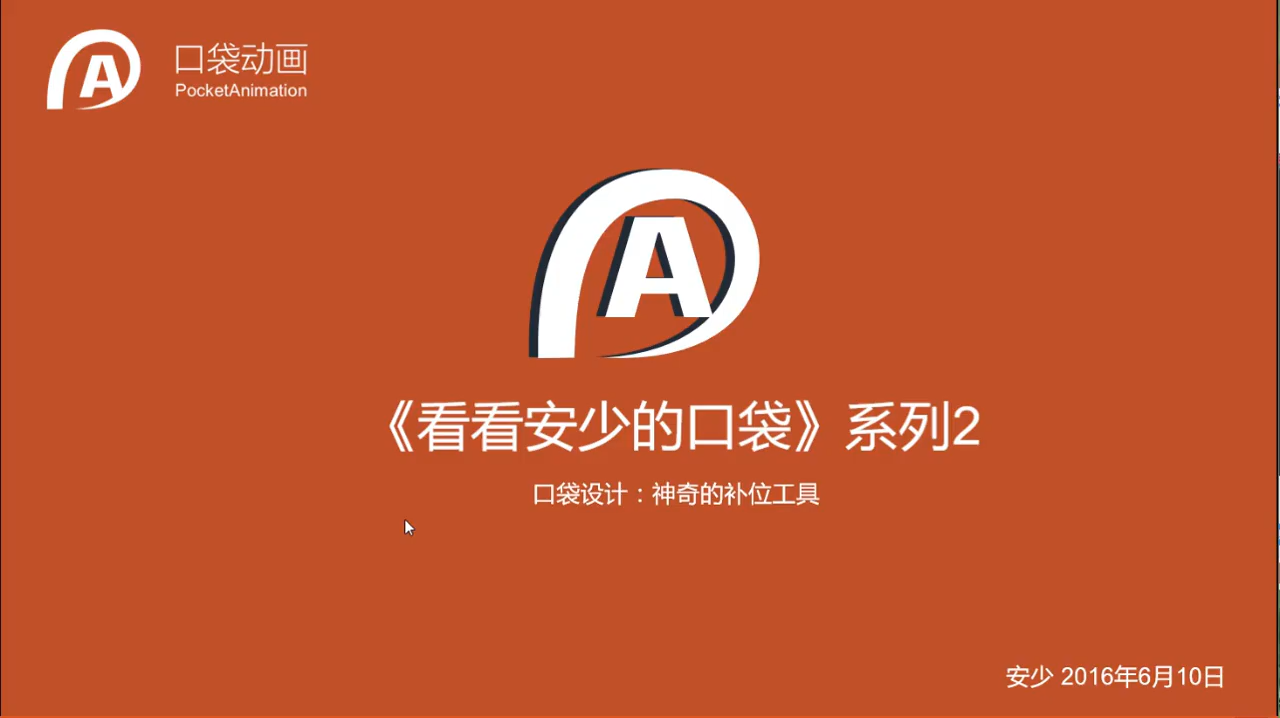 口袋动画
PocketAnimation
《看看安少的口袋》系列2
口袋设计：神奇的补位工具
安少 2016年6月10日